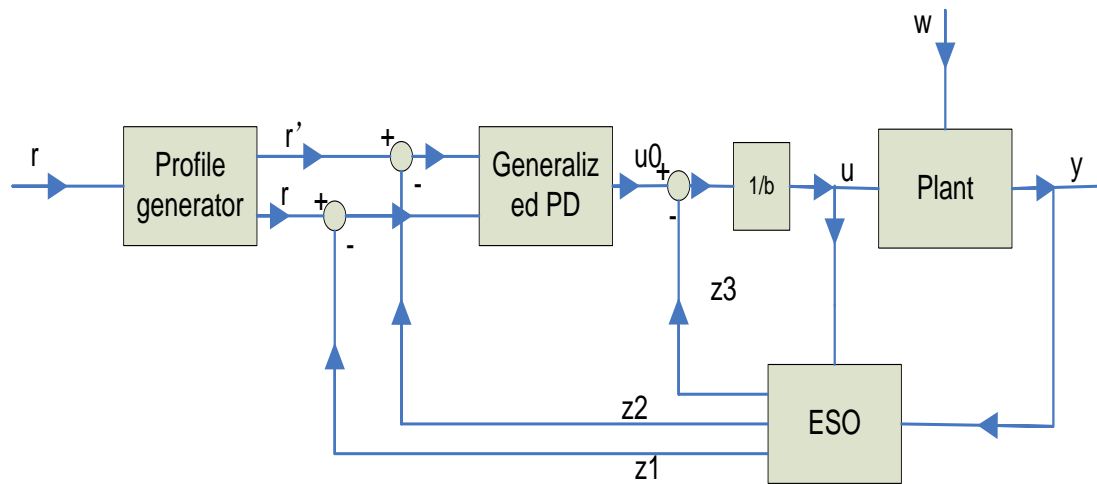 w
r’
+
r
Profile
generator
-
Generaliz
ed PD
u0
+
1/b
u
Plant
y
r
+
-
-
z3
z2
ESO
z1